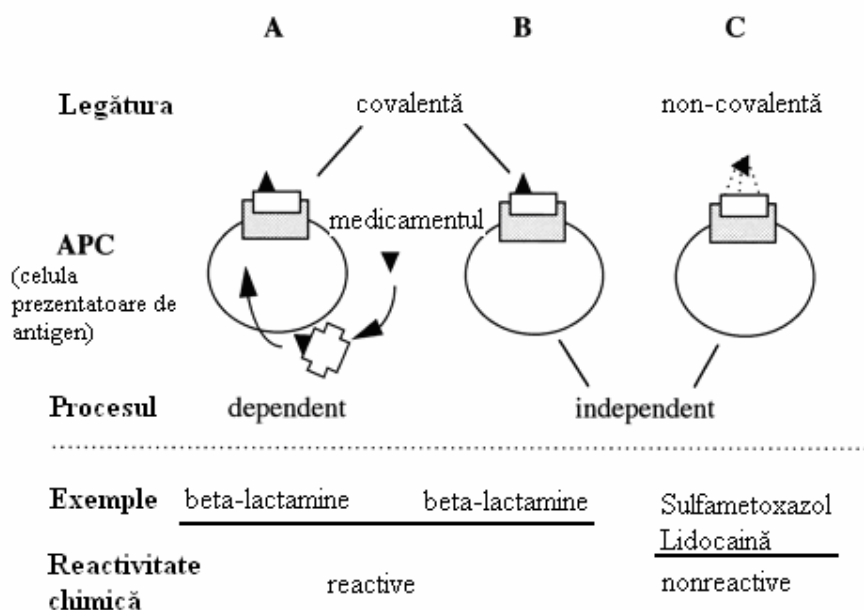 A B C
Legătura covalentă non-covalentă
medicamentul
APC
(celula
prezentatoare de
antigen)
Procesul dependent independent
Exemple beta-lactamine beta-lactamine Sulfametoxazol
Lidocaină
Reactivitate
chimică reactive nonreactive